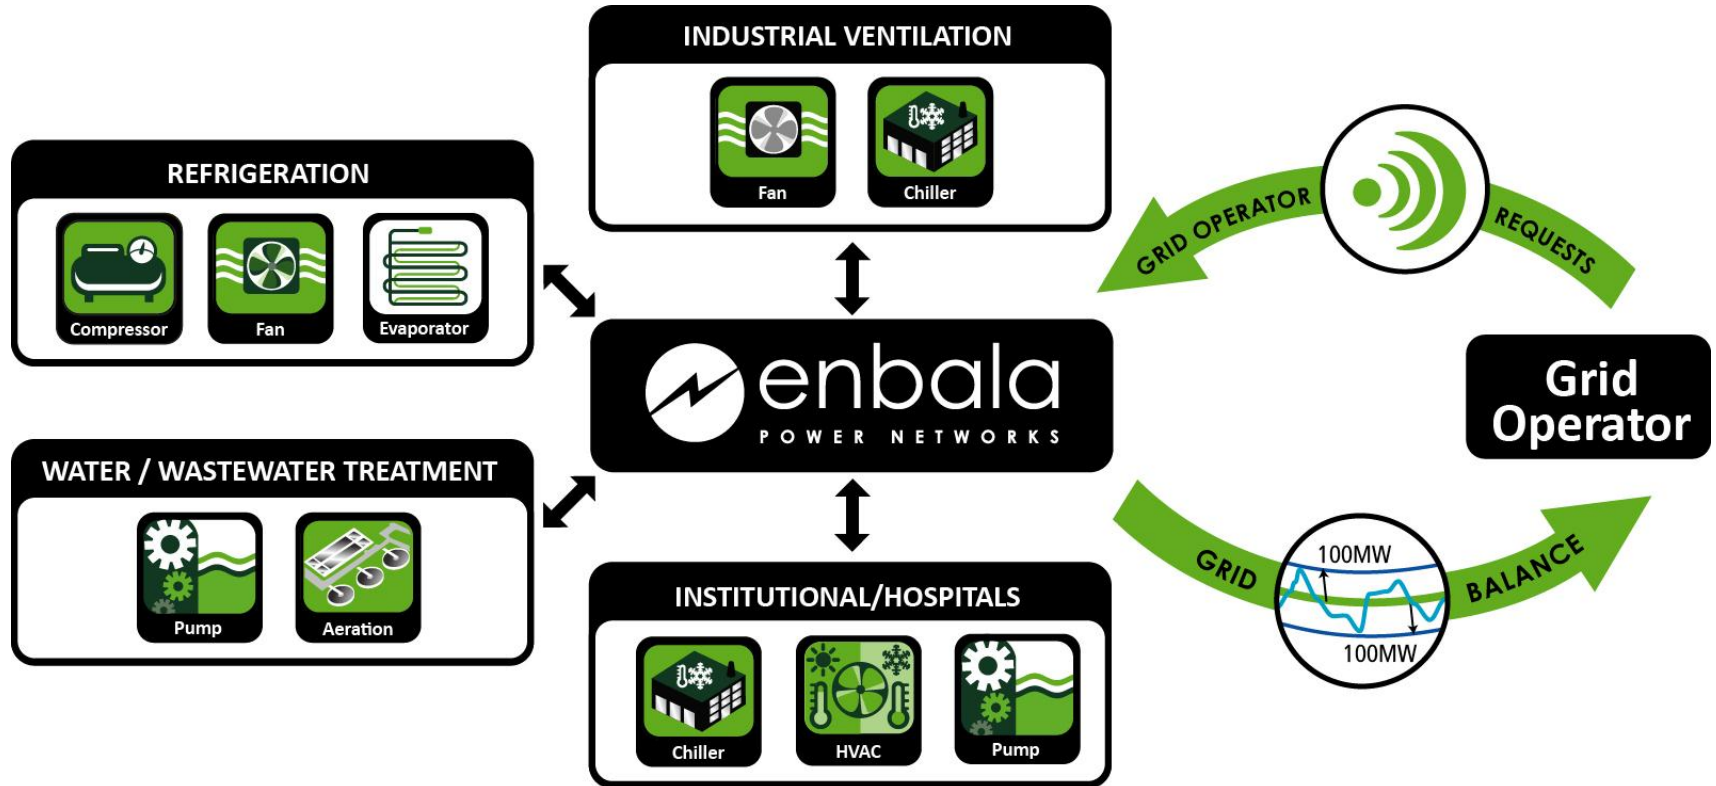 INDUSTRIAL VENTILATION
Fan
Chiller
REFRIGERATION
Compressor
Fan
Evaporator
GRID OPERATOR
REQUESTS
enbala
POWER NETWORKS
Grid
Operator
WATER / WASTEWATER TREATMENT
Pump
Aeration
INSTITUTIONAL/HOSPITALS
Chiller
HVAC
Pump
GRID
100MW
100MW
BALANCE